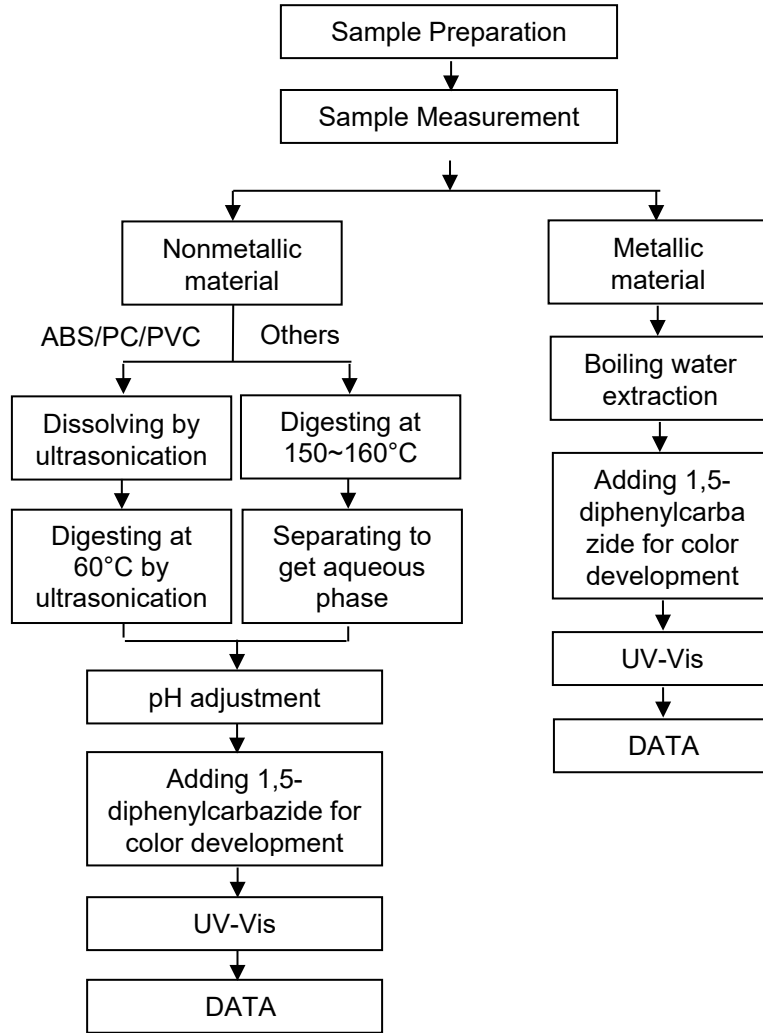 Sample Preparation
Sample Measurement
Nonmetallic
material
Metallic
material
ABS/PC/PVC
Others
Boiling water
extraction
Dissolving by
ultrasonication
Digesting at
150~160°C
Adding 1,5-
diphenylcarba
zide for color
development
Digesting at
60°C by
ultrasonication
Separating to
get aqueous
phase
UV-Vis
pH adjustment
DATA
Adding 1,5-
diphenylcarbazide for
color development
UV-Vis
DATA